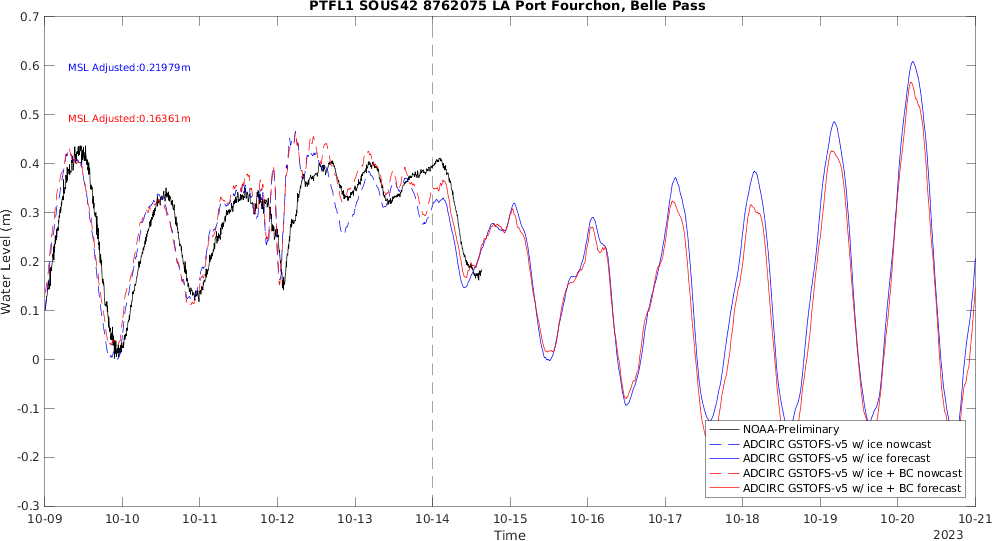 PTFL1 SOUS42 8762075 LA Port Fourchon, Belle Pass
0.7
0.6
0.5
0.4
0.3
0.2
0.1
0
-0.1
-0.2
-0.3
Water Level (m)
MSL Adjusted:0.21979m
MSL Adjusted:0.16361m
NOAA-Preliminary
ADCIRC GSTOFS-v5 w/ ice nowcast
ADCIRC GSTOFS-v5 w/ ice forecast
ADCIRC GSTOFS-v5 w/ ice + BC nowcast
ADCIRC GSTOFS-v5 w/ ice + BC forecast
10-09 10-10 10-11 10-12 10-13 10-14 10-15 10-16 10-17 10-18 10-19 10-20 10-21
Time
2023